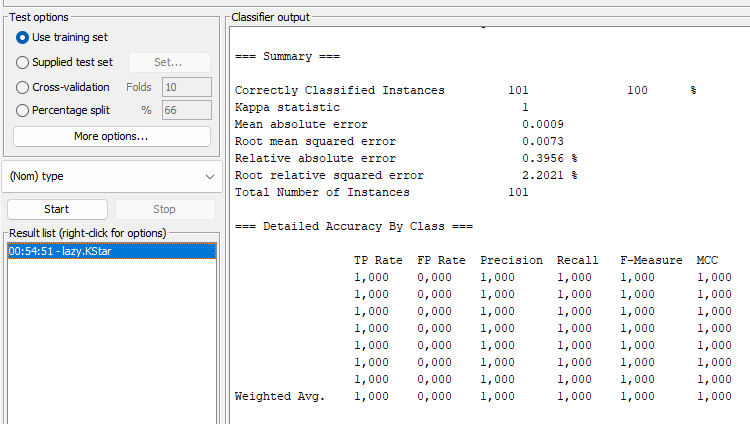 Test options
Use training set
Supplied test set Set...
Cross-validation Folds 10
Percentage split % 66
More options...
(Nom) type
Start Stop
Result list (right-click for options)
00:54:51 - lazy.KStar
Classifier output
=== Summary ===
Correctly Classified Instances 101 100 %
Kappa statistic 1
Mean absolute error 0.0009
Root mean squared error 0.0073
Relative absolute error 0.3956 %
Root relative squared error 2.2021 %
Total Number of Instances 101
=== Detailed Accuracy By Class ===
TP Rate FP Rate Precision Recall F-Measure MCC
1,000 0,000 1,000 1,000 1,000 1,000
1,000 0,000 1,000 1,000 1,000 1,000
1,000 0,000 1,000 1,000 1,000 1,000
1,000 0,000 1,000 1,000 1,000 1,000
1,000 0,000 1,000 1,000 1,000 1,000
1,000 0,000 1,000 1,000 1,000 1,000
1,000 0,000 1,000 1,000 1,000 1,000
Weighted Avg. 1,000 0,000 1,000 1,000 1,000 1,000